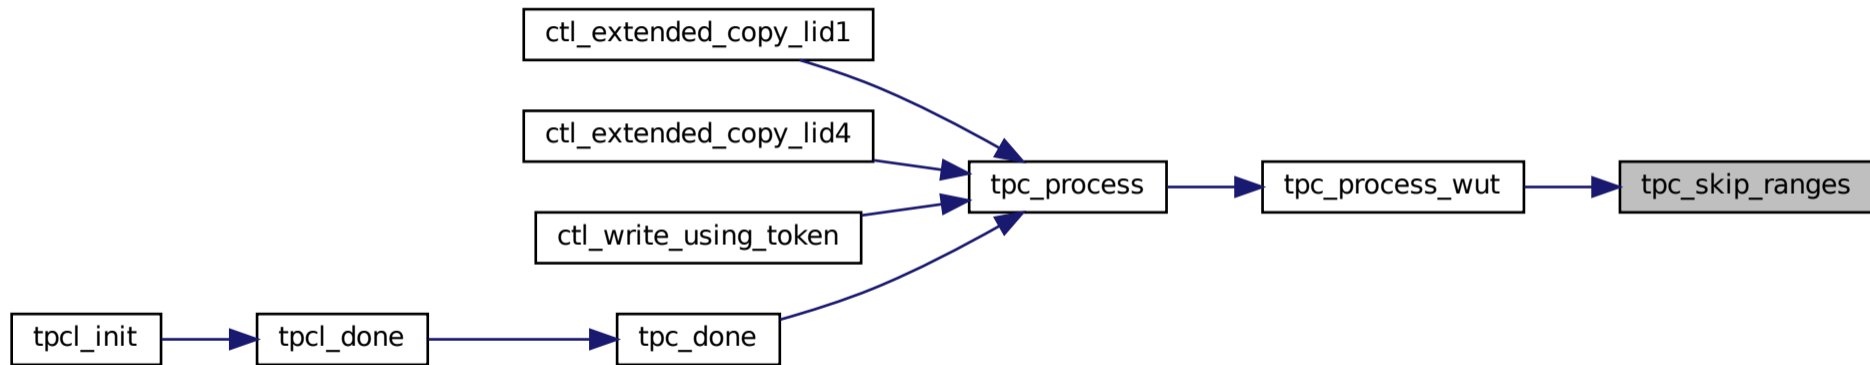 ctl_extended_copy_lid1
ctl_extended_copy_lid4
tpc_process
tpc_process_wut
tpc_skip_ranges
ctl_write_using_token
tpcl_init
tpcl_done
tpc_done